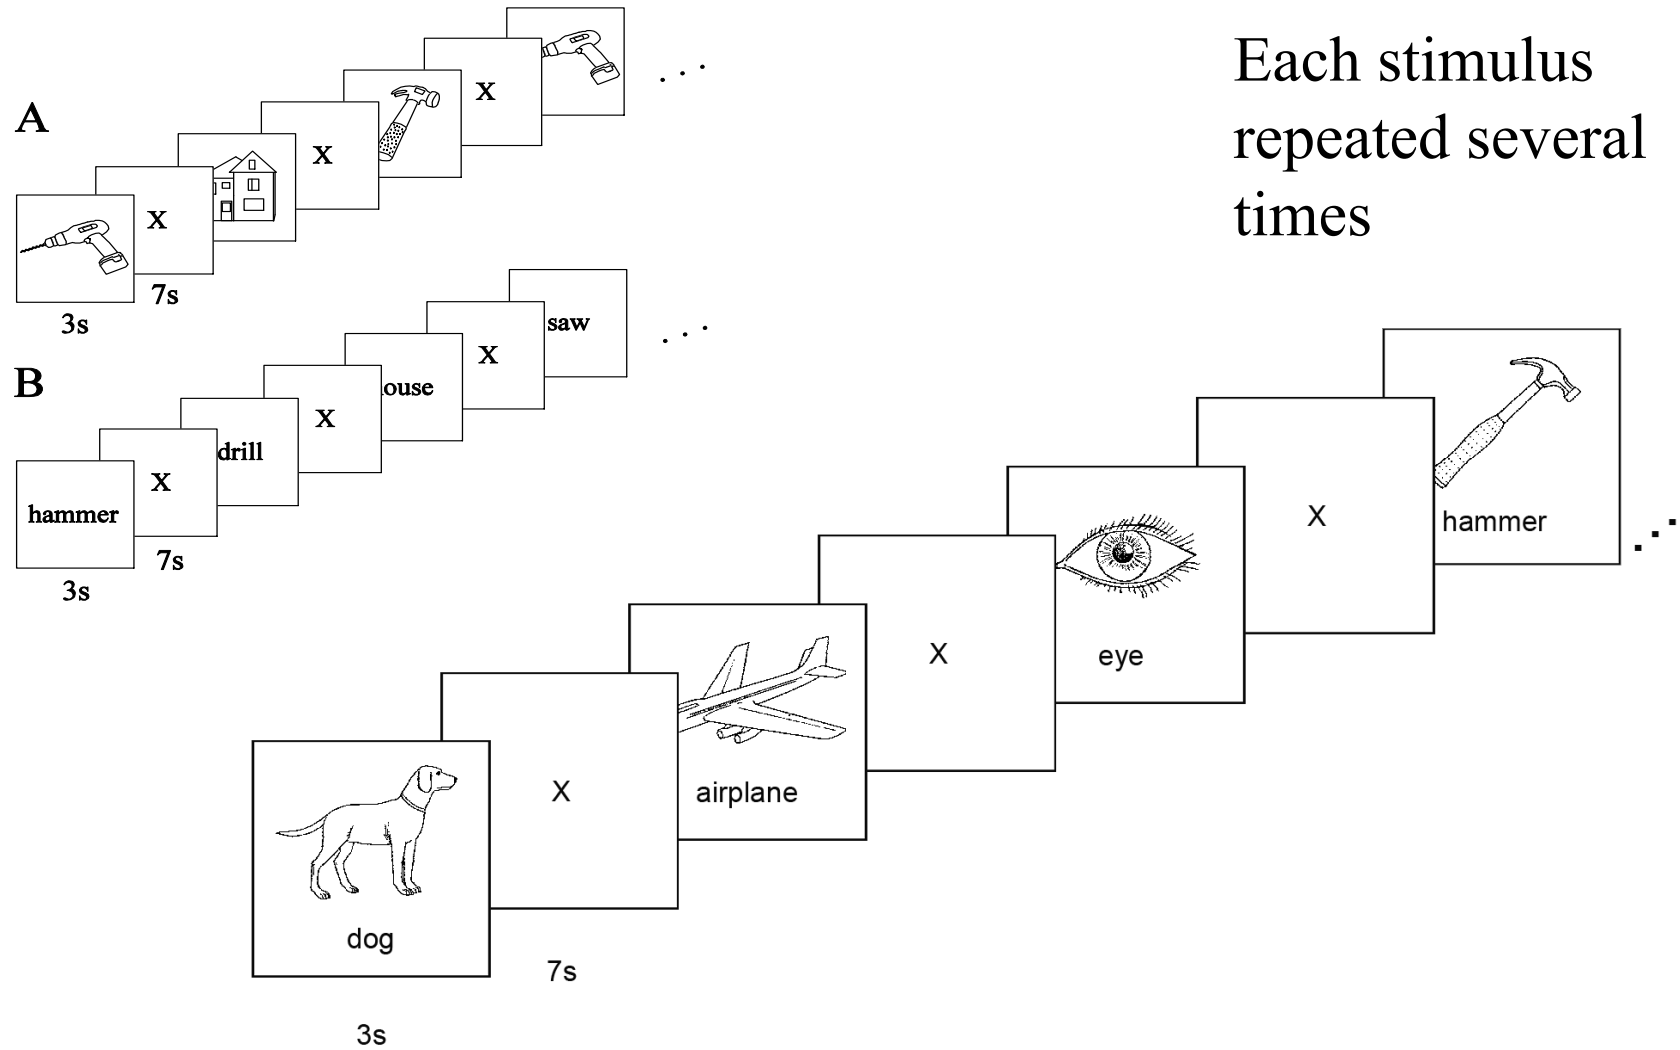 Each stimulus
repeated several
times
A
X
X
X
7s
3s
B
hammer
X
drill
X
ouse
X
saw
7s
3s
dog
X
airplane
X
eye
X
hammer
7s
3s